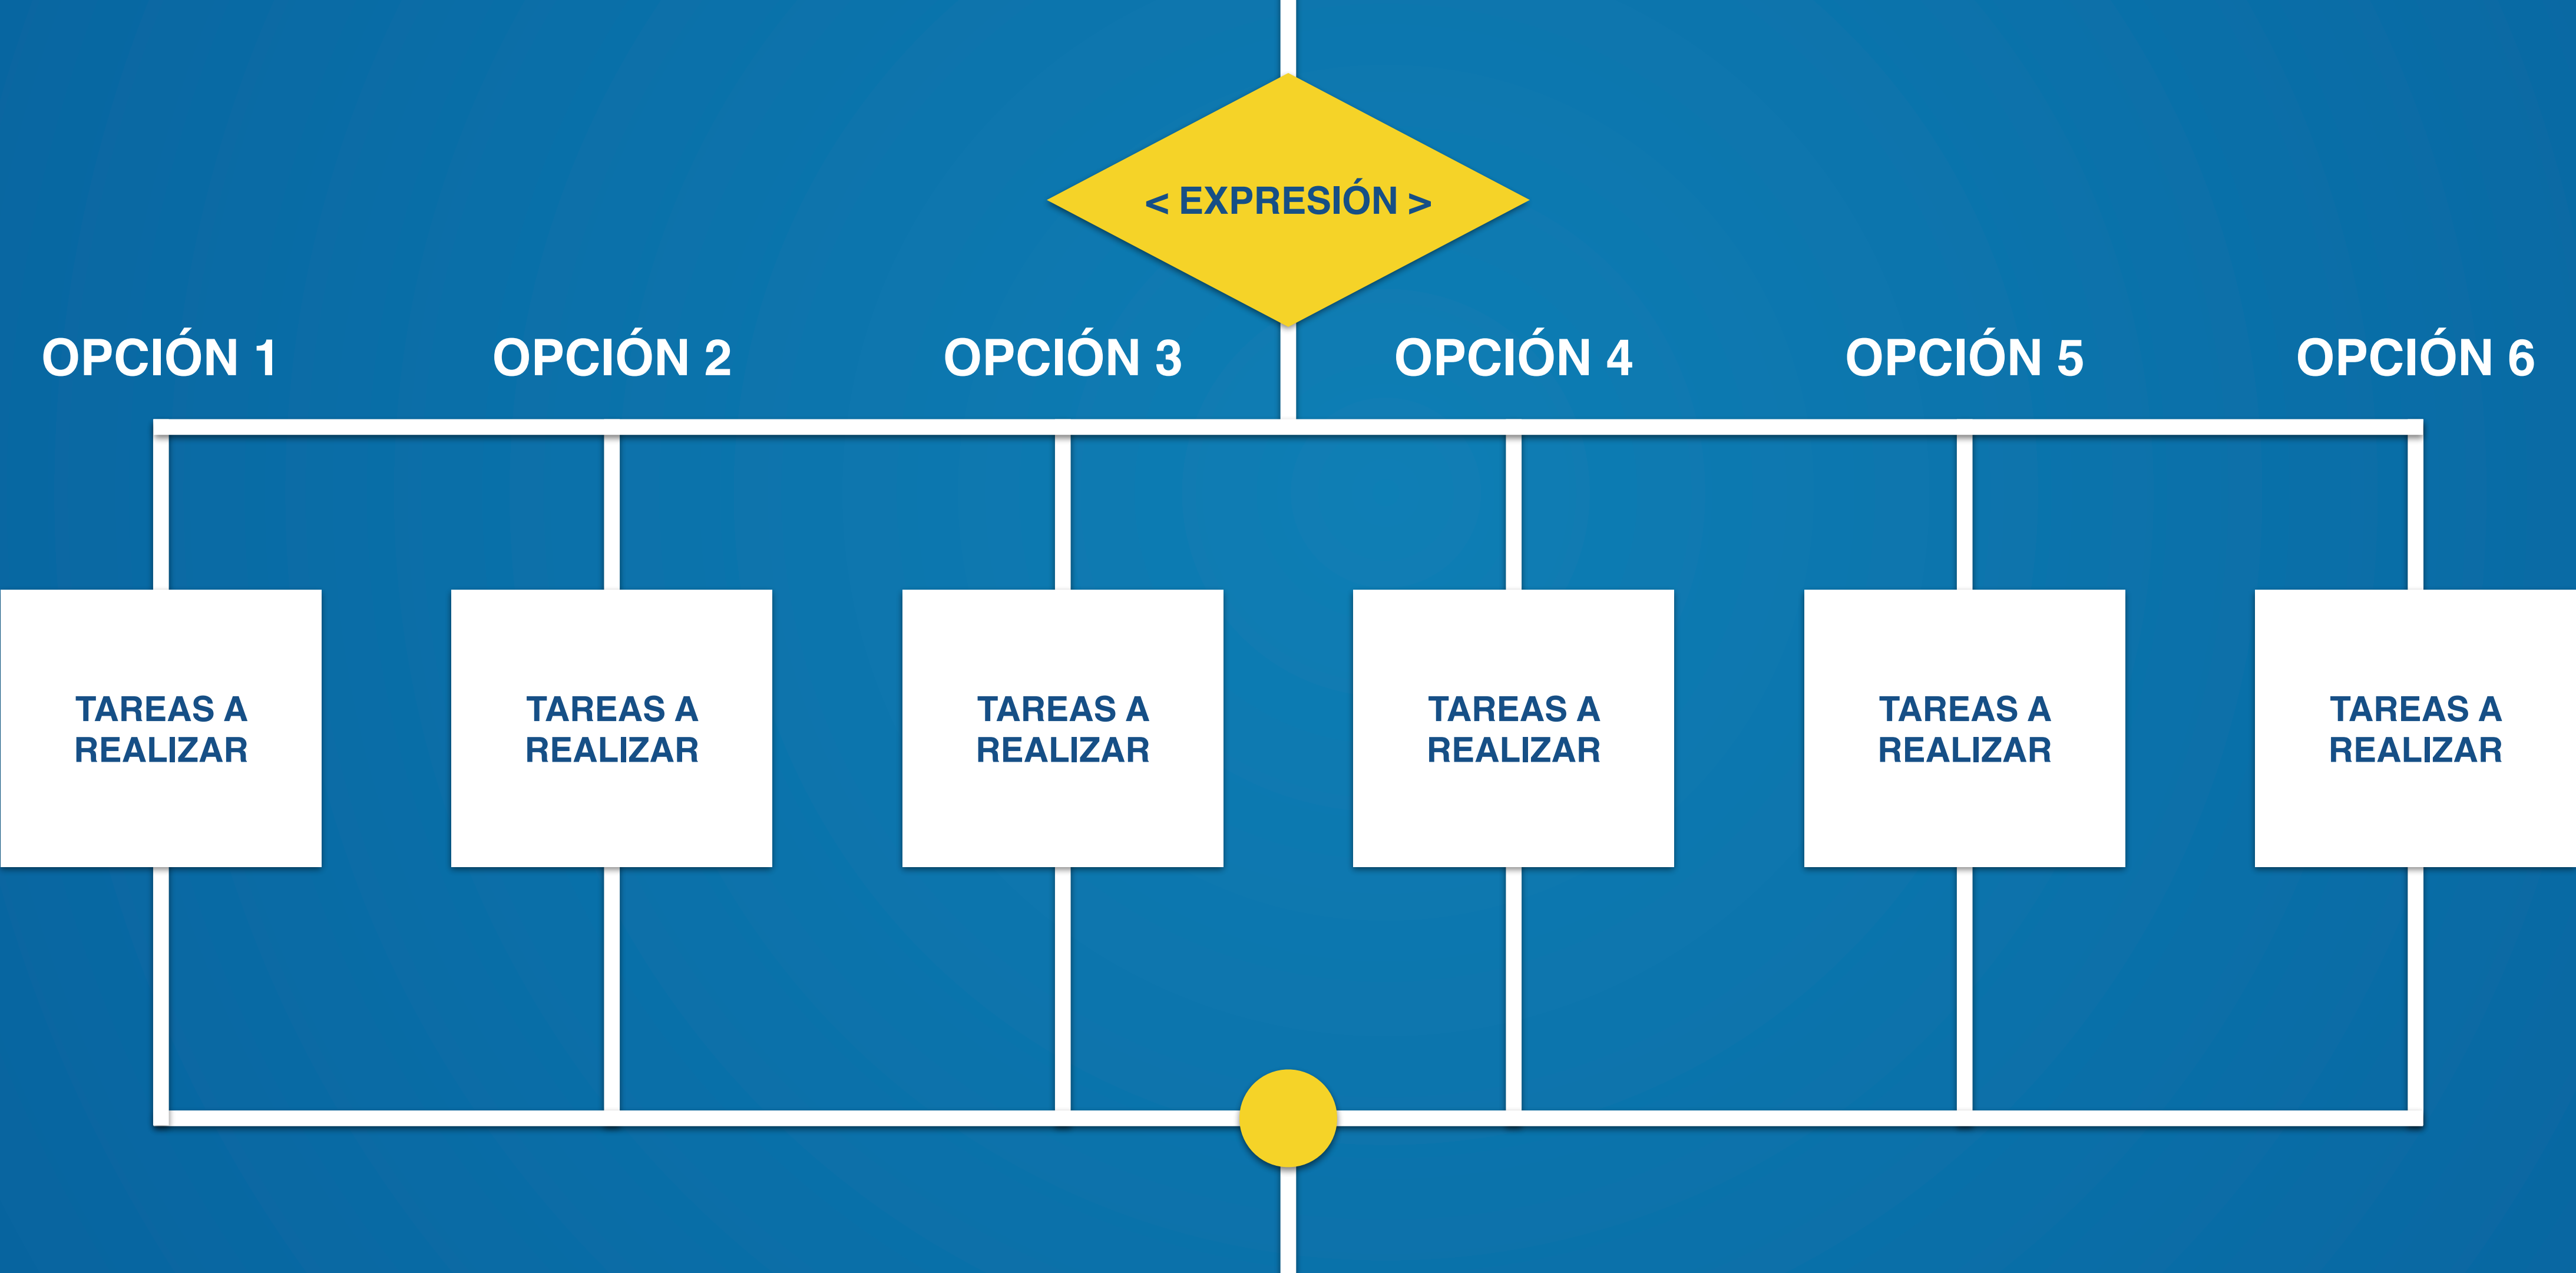 < EXPRESIÓN >
OPCIÓN 1
OPCIÓN 2
OPCIÓN 3
OPCIÓN 4
OPCIÓN 5
OPCIÓN 6
TAREAS A
REALIZAR
TAREAS A
REALIZAR
TAREAS A
REALIZAR
TAREAS A
REALIZAR
TAREAS A
REALIZAR
TAREAS A
REALIZAR